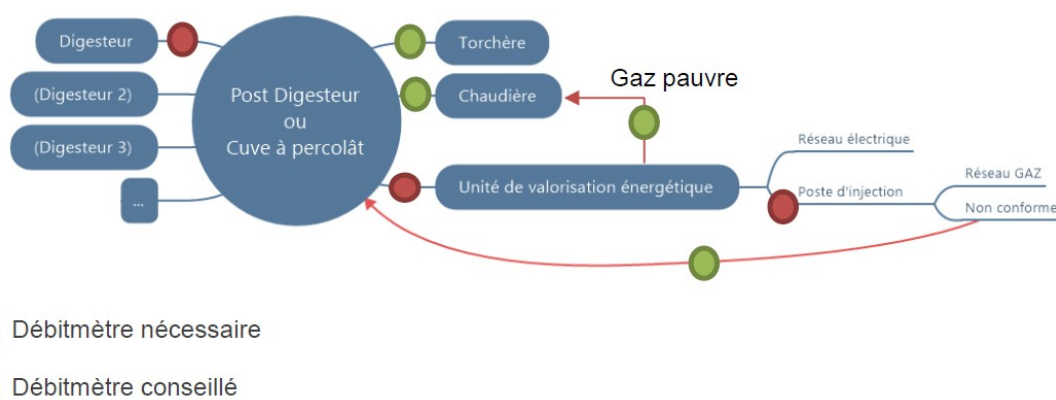 Digesteur
(Digesteur 2)
(Digesteur 3)
...
Post Digesteur
ou
Cuve à percolât
Torchère
Chaudière
Gaz pauvre
Unité de valorisation énergétique
Réseau électrique
Poste d'injection
Réseau GAZ
Non conforme
Débitmètre nécessaire
Débitmètre conseillé